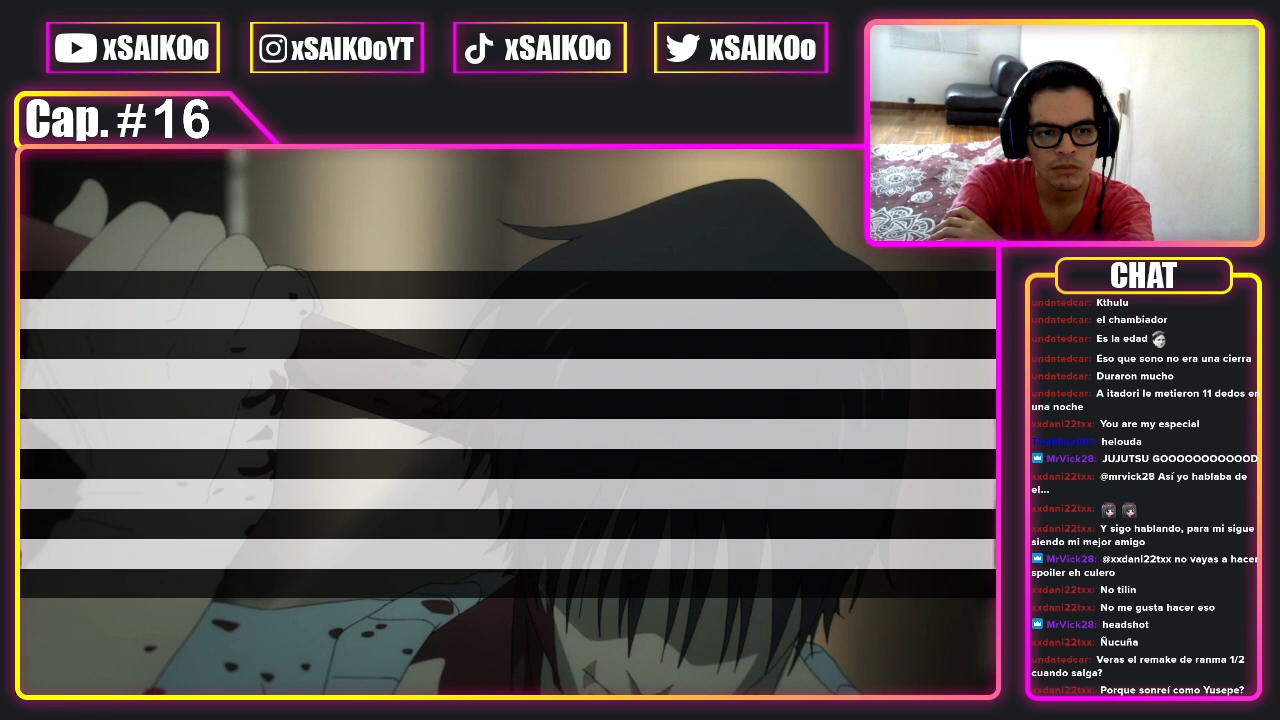 xSAIKOo
xSAIKOoYT
xSAIKOo
xSAIKOo
Cap. #16
CHAT
undatedcar: Kthulu
undatedcar: el chambiador
undatedcar: Es la edad
undatedcar: Eso que sono no era una cierra
undatedcar: Duraron mucho
undatedcar: A itadori le metieron 11 dedos en
una noche
xxdani22txx: You are my especial
helouda
MrVick28: JUJUTSU GOOOOOOOOOOOD
xxdani22txx: @mrvick28 Así yo hablaba de
el...
xxdani22txx:
xxdani22txx: Y sigo hablando, para mi sigue
siendo mi mejor amigo
MrVick28: @xxdani22txx no vayas a hacer
spoiler eh culero
xxdani22txx: No tilin
xxdani22txx: No me gusta hacer eso
MrVick28: headshot
xxdani22txx: Ñucuña
undatedcar: Veras el remake de ranma 1/2
cuando salga?
xxdani22txx: Porque sonreí como Yusepe?